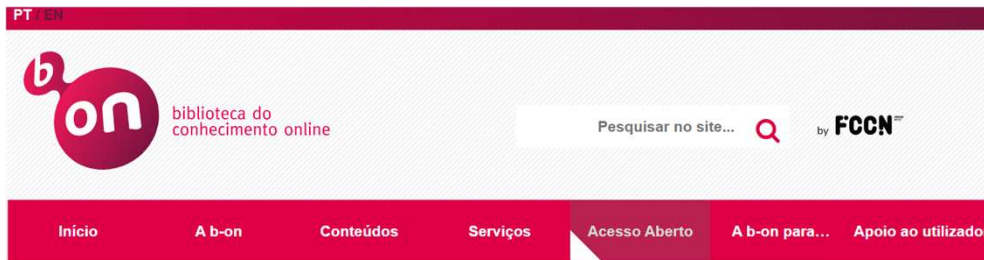 PT / EN
b
on
biblioteca do
conhecimento online
Pesquisar no site...
by FCCN
Início A b-on Conteúdos Serviços Acesso Aberto A b-on para... Apoio ao utilizado